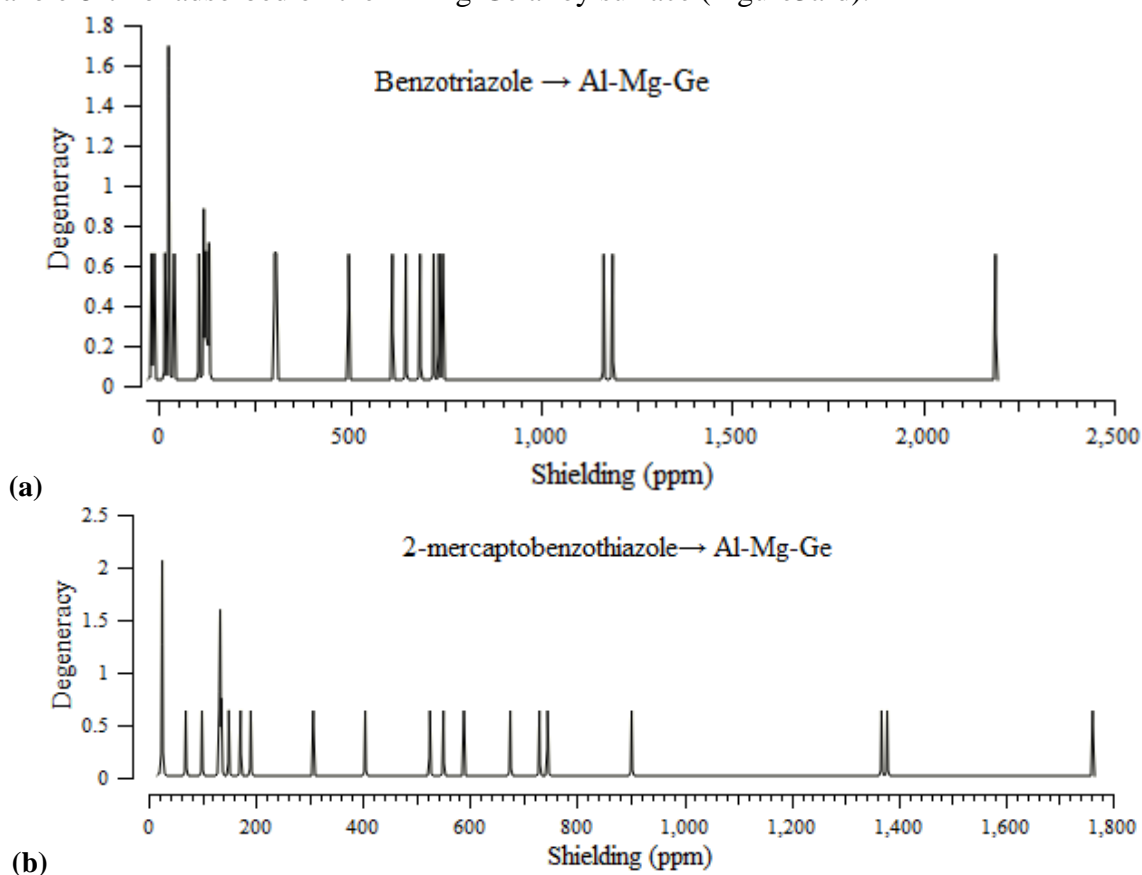 Benzotriazole → Al-Mg-Ge
Degeneracy
1.8
1.6
1.4
1.2
1
0.8
0.6
0.4
0.2
0
0 500 1,000 1,500 2,000 2,500
Shielding (ppm)
(a)
2-mercaptobenzothiazole→ Al-Mg-Ge
Degeneracy
2.5
2
1.5
1
0.5
0
0 200 400 600 800 1,000 1,200 1,400 1,600 1,800
Shielding (ppm)
(b)